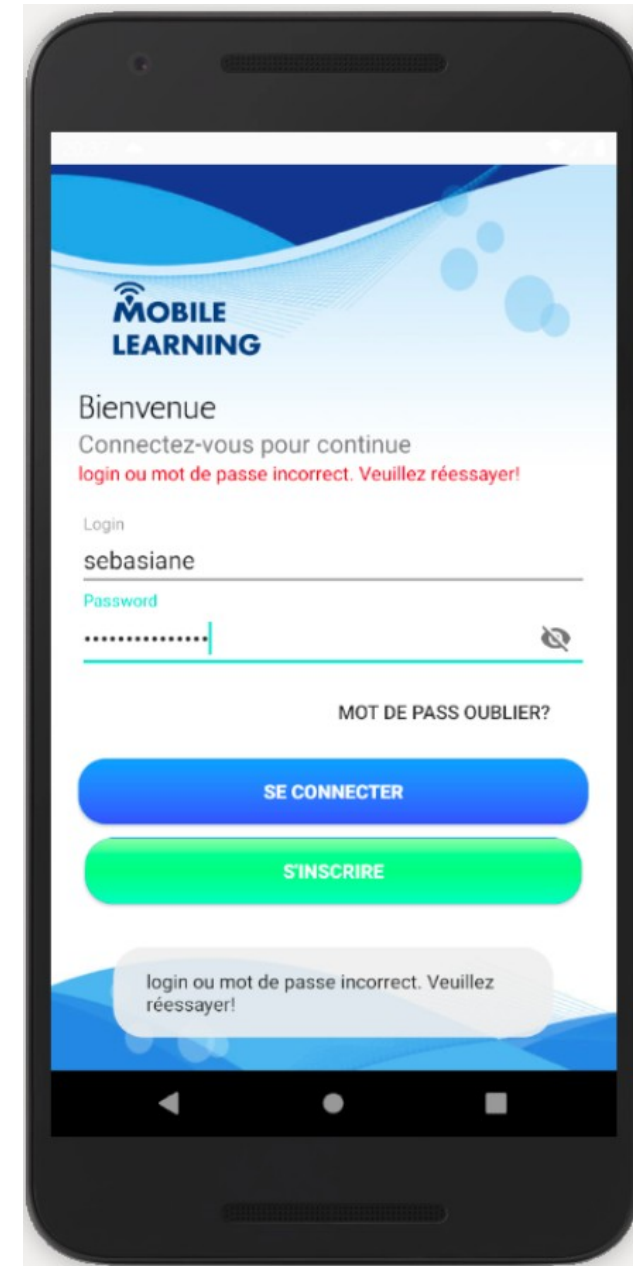 MOBILE
LEARNING
Bienvenue
Connectez-vous pour continue
login ou mot de passe incorrect. Veuillez réessayer!
Login
sebasiane
Password
•••••••••••••••
MOT DE PASS OUBLIER?
SE CONNECTER
S'INSCRIRE
login ou mot de passe incorrect. Veuillez
réessayer!